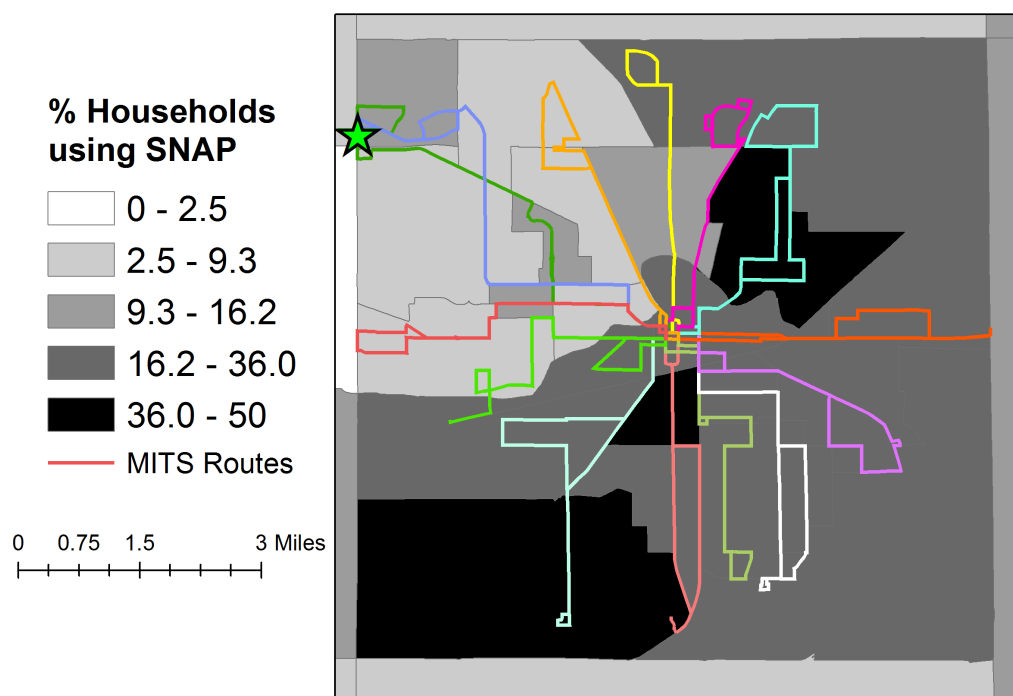 % Households
using SNAP
0 - 2.5
2.5 - 9.3
9.3 - 16.2
16.2 - 36.0
36.0 - 50
MITS Routes
0 0.75 1.5 3 Miles